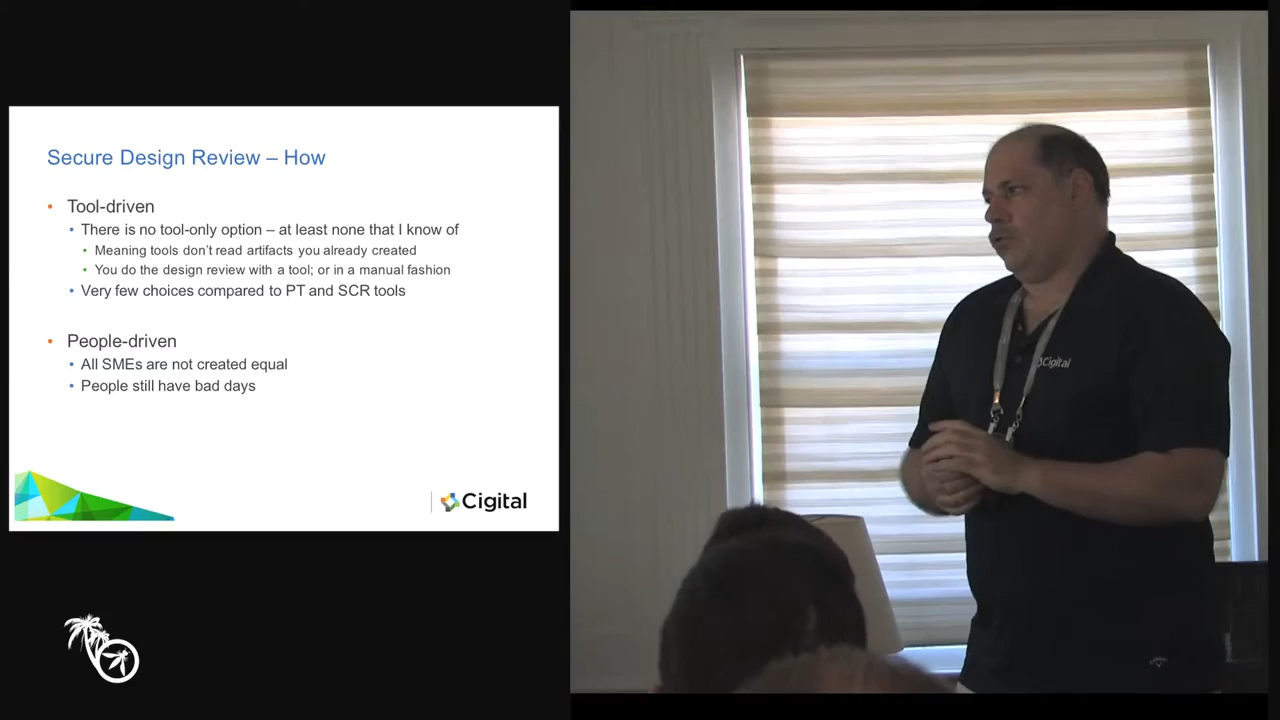 Secure Design Review – How
• Tool-driven
• There is no tool-only option – at least none that I know of
• Meaning tools don't read artifacts you already created
• You do the design review with a tool; or in a manual fashion
• Very few choices compared to PT and SCR tools
• People-driven
• All SMEs are not created equal
• People still have bad days
Cigital
Cigital